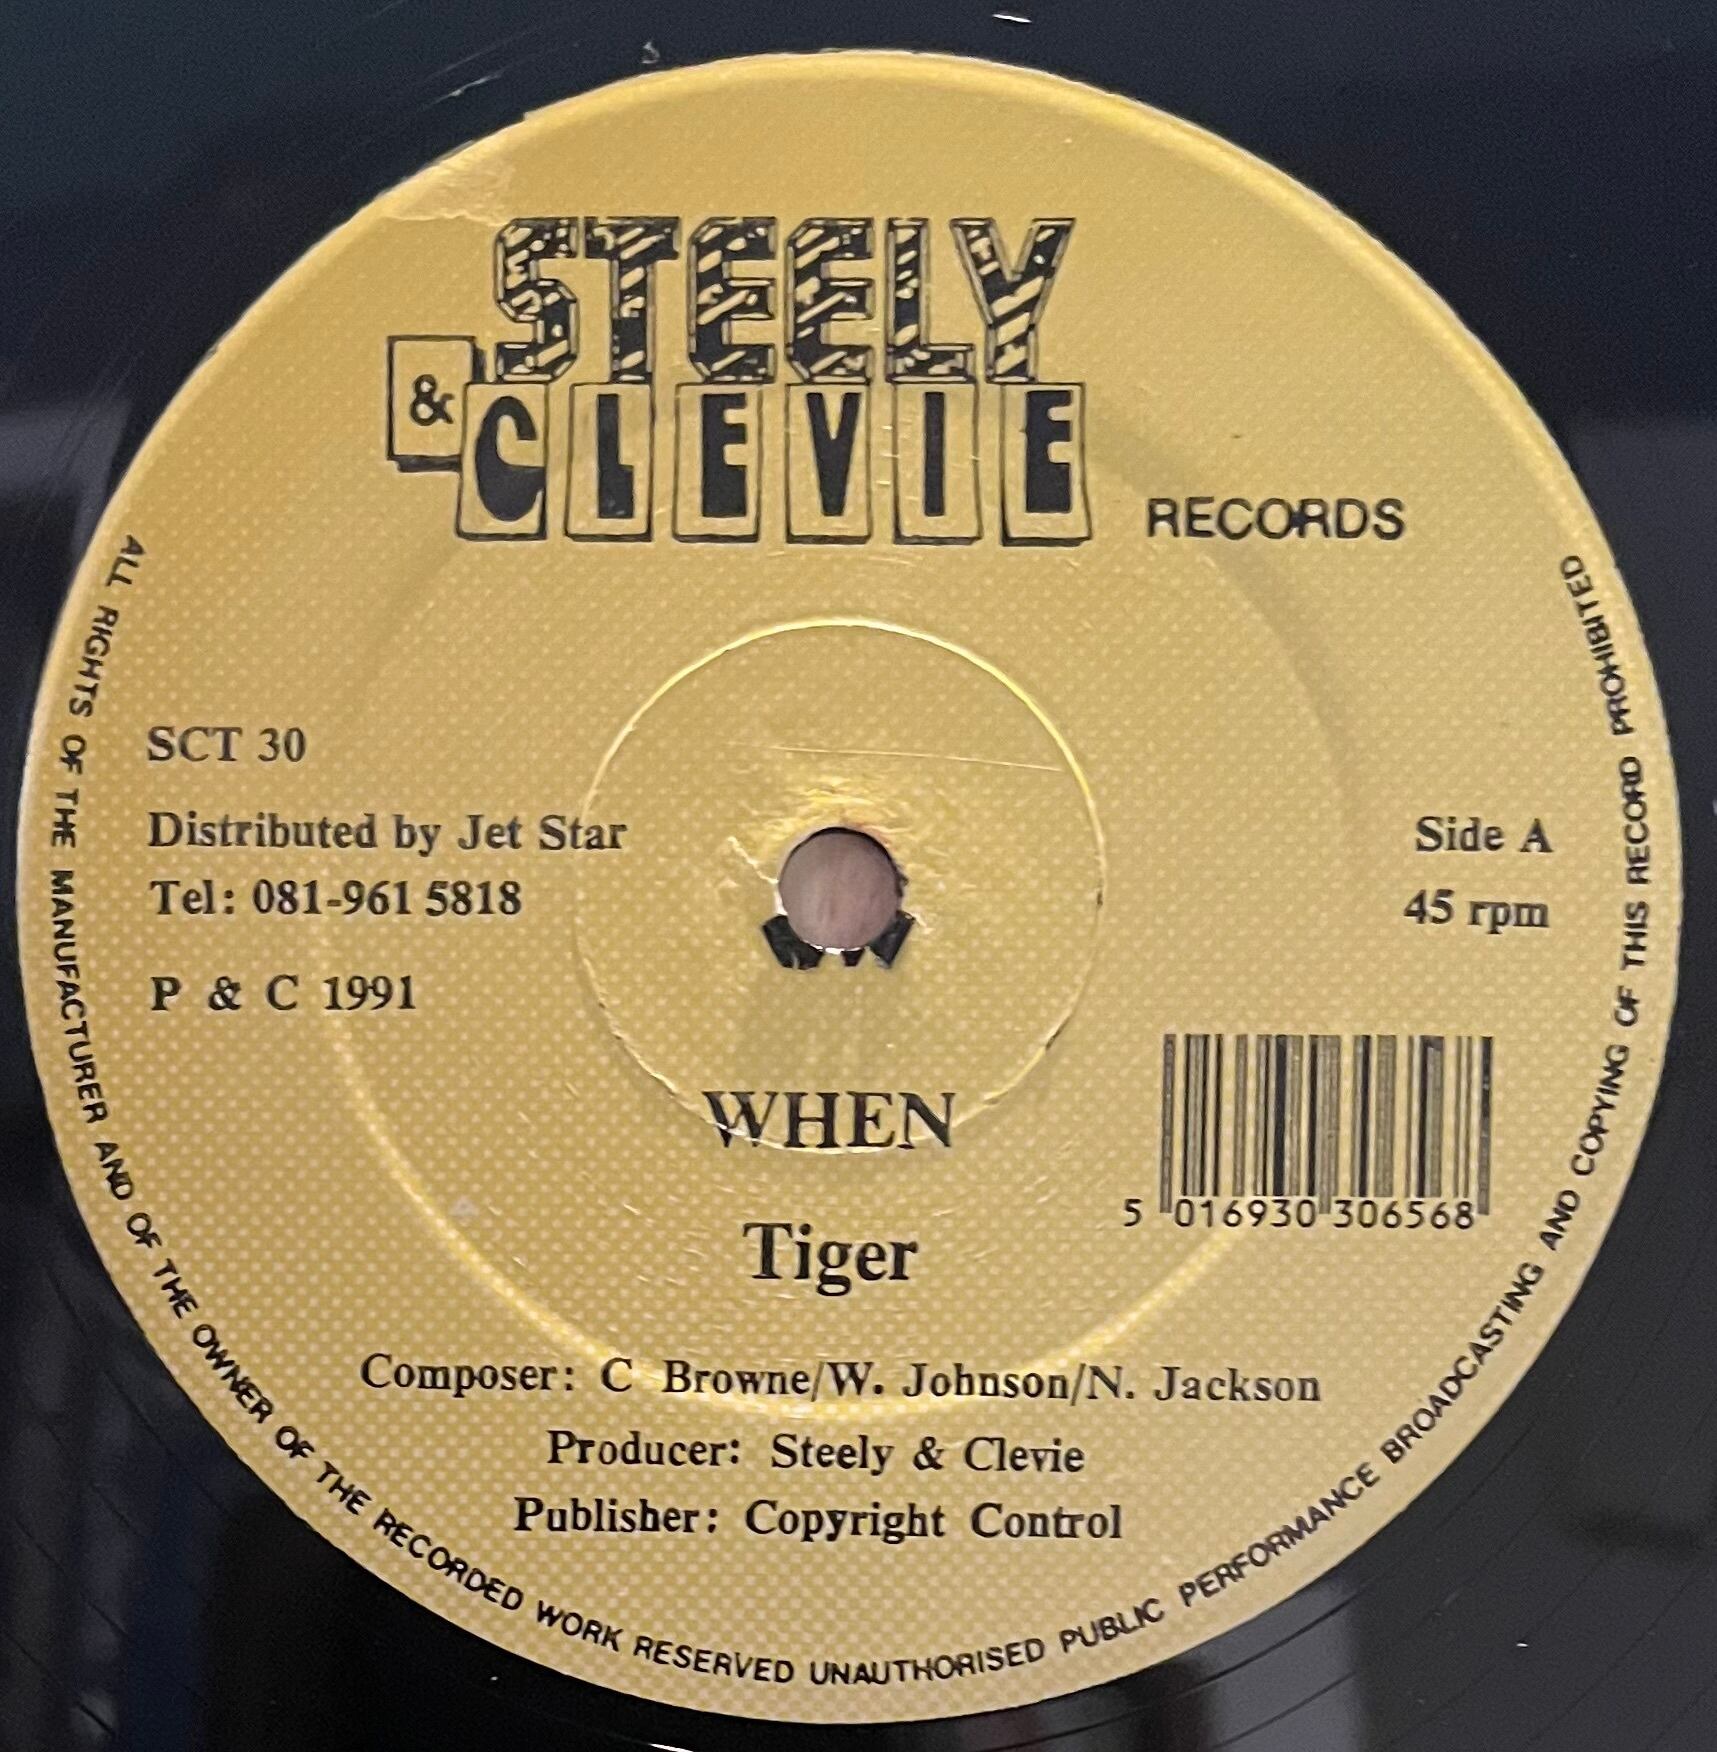 STEELY
& CLEVIE
RECORDS
SCT 30
Distributed by Jet Star
Tel: 081-961 5818
P & C 1991
Side A
45 rpm
WHEN
Tiger
5 016930 306568
Composer: C Browne/W. Johnson/N. Jackson
Producer: Steely & Clevie
Publisher: Copyright Control
ALL RIGHTS OF THE MANUFACTURER AND OF THE OWNER OF THE RECORDED WORK RESERVED UNAUTHORISED PUBLIC PERFORMANCE BROADCASTING AND COPYING OF THIS RECORD PROHIBITED